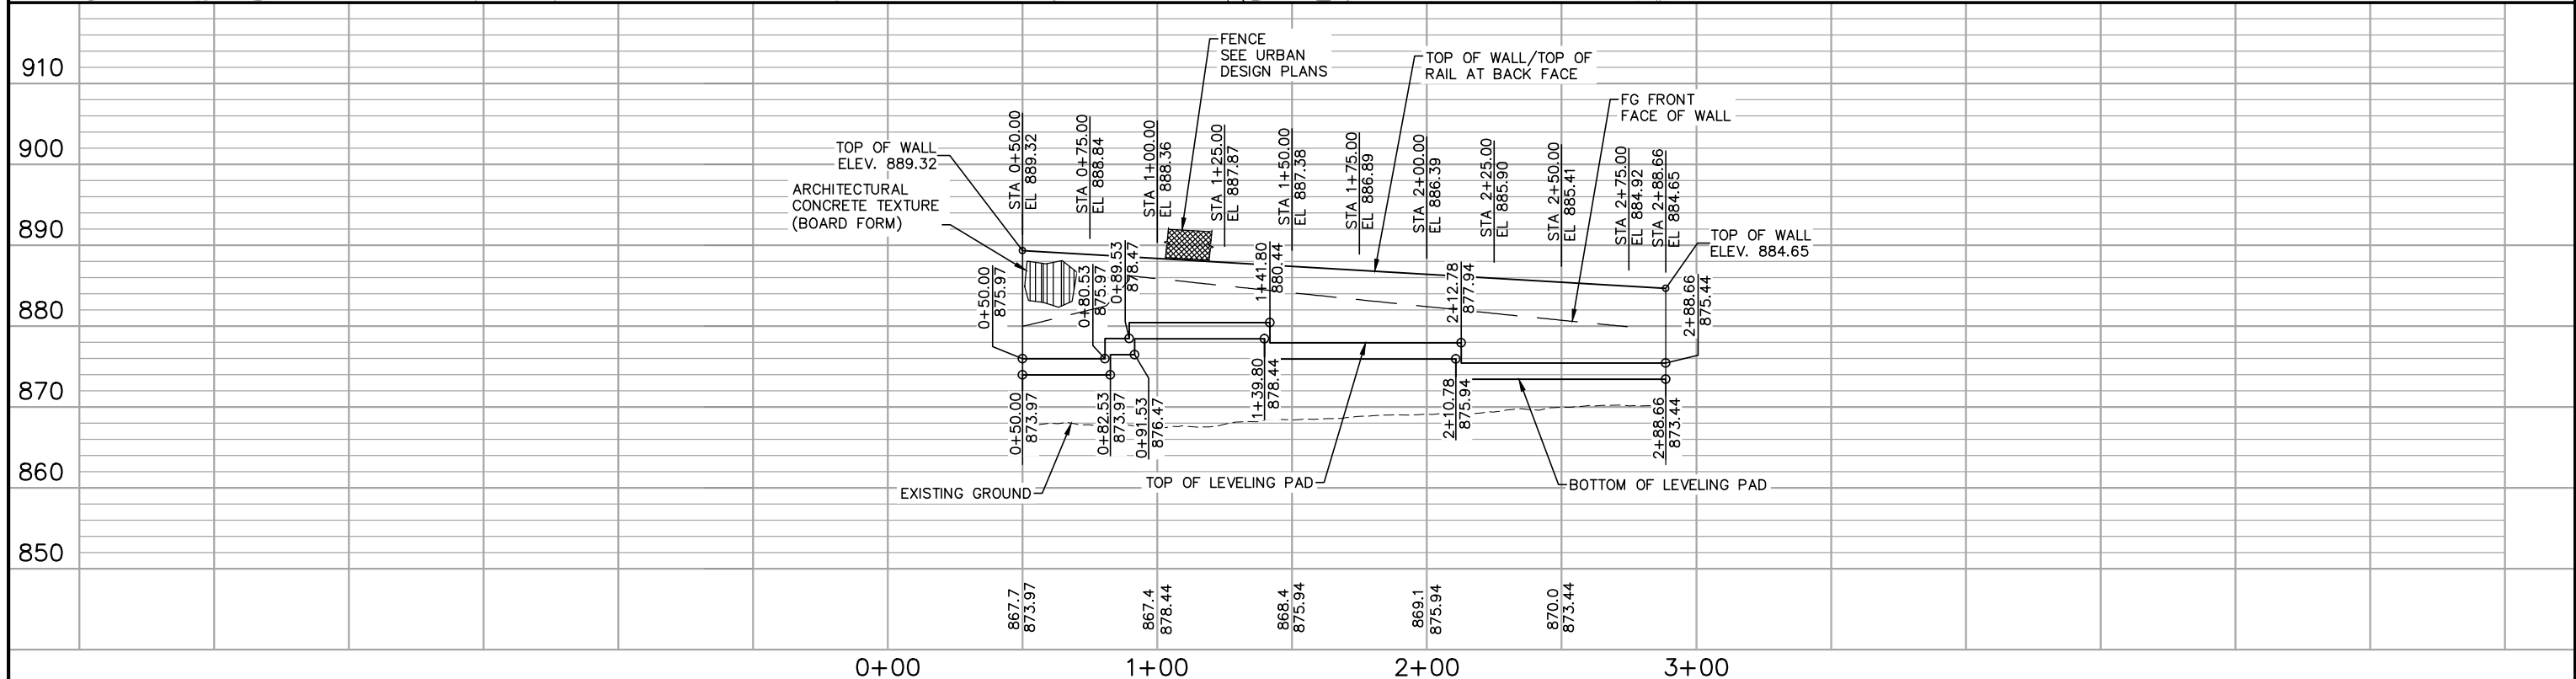 910
900
890
880
870
860
850
FENCE
SEE URBAN
DESIGN PLANS
TOP OF WALL/TOP OF
RAIL AT BACK FACE
FG FRONT
FACE OF WALL
TOP OF WALL
ELEV. 889.32
ARCHITECTURAL
CONCRETE TEXTURE
(BOARD FORM)
STA 0+50.00
EL 889.32
STA 0+75.00
EL 888.84
STA 1+00.00
EL 888.36
STA 1+25.00
EL 887.87
STA 1+50.00
EL 887.38
STA 1+75.00
EL 886.89
STA 2+00.00
EL 886.39
STA 2+25.00
EL 885.90
STA 2+50.00
EL 885.41
STA 2+75.00
EL 884.92
STA 2+88.66
EL 884.65
TOP OF WALL
ELEV. 884.65
0+50.00
875.97
0+80.53
875.97
0+89.53
878.47
1+41.80
880.44
2+12.78
877.94
2+88.66
875.44
0+50.00
873.97
0+82.53
873.97
0+91.53
876.47
1+39.80
878.44
2+10.78
875.94
2+88.66
873.44
EXISTING GROUND
TOP OF LEVELING PAD
BOTTOM OF LEVELING PAD
867.7
873.97
867.4
878.44
868.4
875.94
869.1
875.94
870.0
873.44
0+00
1+00
2+00
3+00